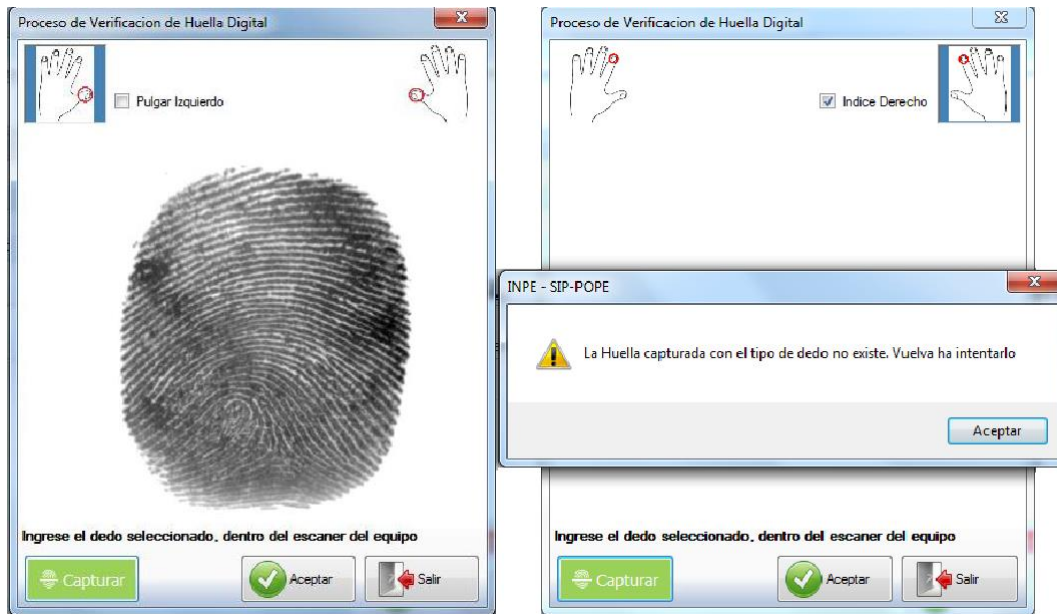 Proceso de Verificacion de Huella Digital
Pulgar Izquierdo
Ingrese el dedo seleccionado, dentro del escaner del equipo
Capturar
Aceptar
Salir
Proceso de Verificacion de Huella Digital
Indice Derecho
INPE - SIP-POPE
La Huella capturada con el tipo de dedo no existe. Vuelva ha intentarlo
Aceptar
Ingrese el dedo seleccionado, dentro del escaner del equipo
Capturar
Aceptar
Salir